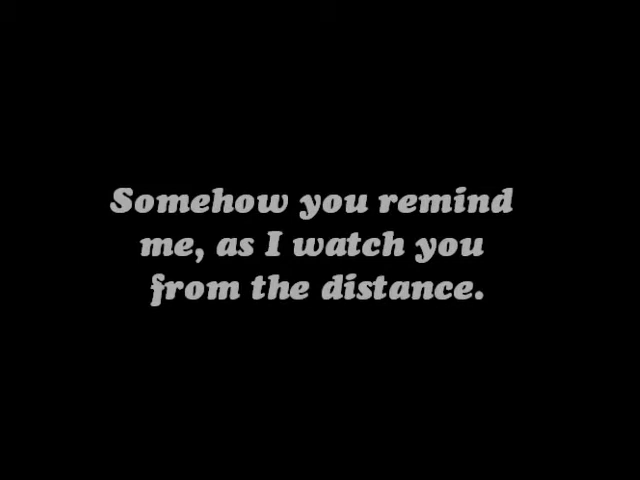 Somehow you remind
me, as I watch you
from the distance.